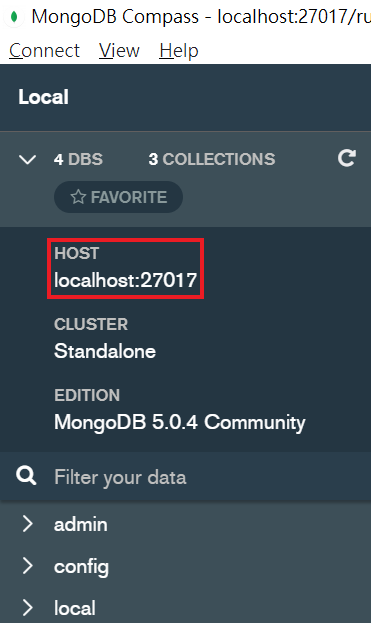 MongoDB Compass - localhost:27017/ru
Connect View Help
Local
4 DBS 3 COLLECTIONS
FAVORITE
HOST
localhost:27017
CLUSTER
Standalone
EDITION
MongoDB 5.0.4 Community
Filter your data
admin
config
local